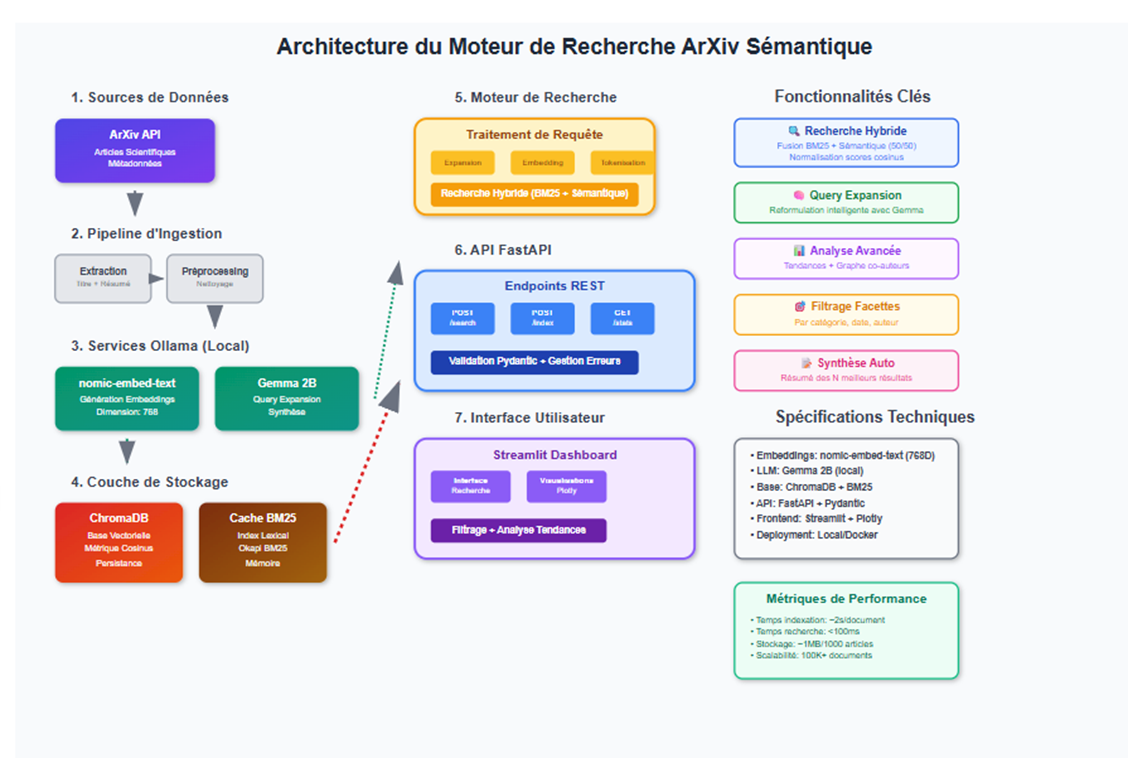 Architecture du Moteur de Recherche ArXiv Sémantique
1. Sources de Données
ArXiv API
Articles Scientifiques
Métadonnées
2. Pipeline d'Ingestion
Extraction
Titre + Résumé
Préprocessing
Nettoyage
3. Services Ollama (Local)
nomic-embed-text
Génération Embeddings
Dimension: 768
Gemma 2B
Query Expansion
Synthèse
4. Couche de Stockage
ChromaDB
Base Vectorielle
Métrique Cosinus
Persistance
Cache BM25
Index Lexical
Okapi BM25
Mémoire
5. Moteur de Recherche
Traitement de Requête
Expansion
Embedding
Tokenisation
Recherche Hybride (BM25 + Sémantique)
6. API FastAPI
Endpoints REST
POST
/search
POST
/index
GET
/stats
Validation Pydantic + Gestion Erreurs
7. Interface Utilisateur
Streamlit Dashboard
Interface
Recherche
Visualisations
Plotly
Filtrage + Analyse Tendances
Fonctionnalités Clés
Recherche Hybride
Fusion BM25 + Sémantique (50/50)
Normalisation scores cosinus
Query Expansion
Reformulation intelligente avec Gemma
Analyse Avancée
Tendances + Graphe co-auteurs
Filtrage Facettes
Par catégorie, date, auteur
Synthèse Auto
Résumé des N meilleurs résultats
Spécifications Techniques
• Embeddings: nomic-embed-text (768D)
• LLM: Gemma 2B (local)
• Base: ChromaDB + BM25
• API: FastAPI + Pydantic
• Frontend: Streamlit + Plotly
• Deployment: Local/Docker
Métriques de Performance
• Temps indexation: ~2s/document
• Temps recherche: <100ms
• Stockage: ~1MB/1000 articles
• Scalabilité: 100K+ documents